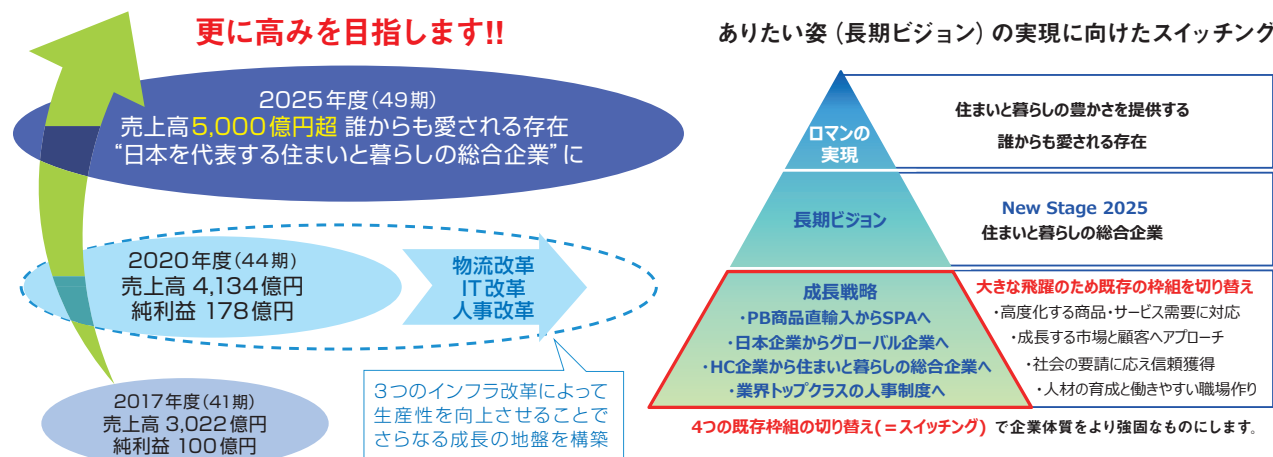 更に高みを目指します!!
2025年度(49期)
売上高5,000億円超 誰からも愛される存在
“日本を代表する住まいと暮らしの総合企業”に
2020年度(44期)
売上高 4,134億円
純利益 178億円
物流改革
IT改革
人事改革
3つのインフラ改革によって
生産性を向上させることで
さらなる成長の地盤を構築
2017年度(41期)
売上高 3,022億円
純利益 100億円
ありたい姿(長期ビジョン)の実現に向けたスイッチング
ロマンの
実現
住まいと暮らしの豊かさを提供する
誰からも愛される存在
長期ビジョン
New Stage 2025
住まいと暮らしの総合企業
成長戦略
・PB商品直輸入からSPAへ
・日本企業からグローバル企業へ
・HC企業から住まいと暮らしの総合企業へ
・業界トップクラスの人事制度へ
大きな飛躍のため既存の枠組を切り替え
・高度化する商品・サービス需要に対応
・成長する市場と顧客へアプローチ
・社会の要請に応え信頼獲得
・人材の育成と働きやすい職場作り
4つの既存枠組の切り替え(=スイッチング) で企業体質をより強固なものにします。